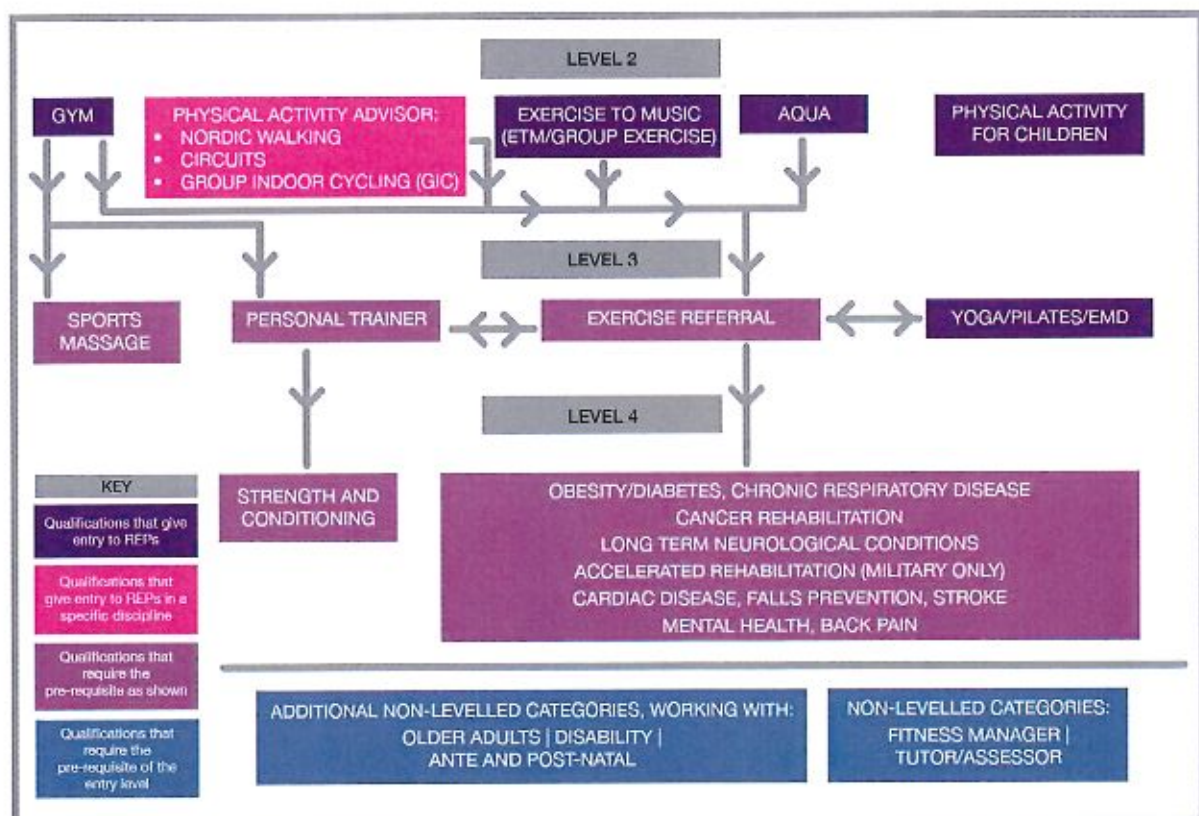 LEVEL 2
GYM
PHYSICAL ACTIVITY ADVISOR:
• NORDIC WALKING
• CIRCUITS
• GROUP INDOOR CYCLING (GIC)
EXERCISE TO MUSIC
(ETM/GROUP EXERCISE)
AQUA
PHYSICAL ACTIVITY
FOR CHILDREN
LEVEL 3
SPORTS
MASSAGE
PERSONAL TRAINER
EXERCISE REFERRAL
YOGA/PILATES/EMD
LEVEL 4
STRENGTH AND
CONDITIONING
OBESITY/DIABETES, CHRONIC RESPIRATORY DISEASE
CANCER REHABILITATION
LONG TERM NEUROLOGICAL CONDITIONS
ACCELERATED REHABILITATION (MILITARY ONLY)
CARDIAC DISEASE, FALLS PREVENTION, STROKE
MENTAL HEALTH, BACK PAIN
KEY
Qualifications that give
entry to REPs
Qualifications that
give entry to REPs in a
specific discipline
Qualifications that
require the
pre-requisite as shown
Qualifications that
require the
pre-requisite of the
entry level
ADDITIONAL NON-LEVELLED CATEGORIES, WORKING WITH:
OLDER ADULTS | DISABILITY |
ANTE AND POST-NATAL
NON-LEVELLED CATEGORIES:
FITNESS MANAGER |
TUTOR/ASSESSOR